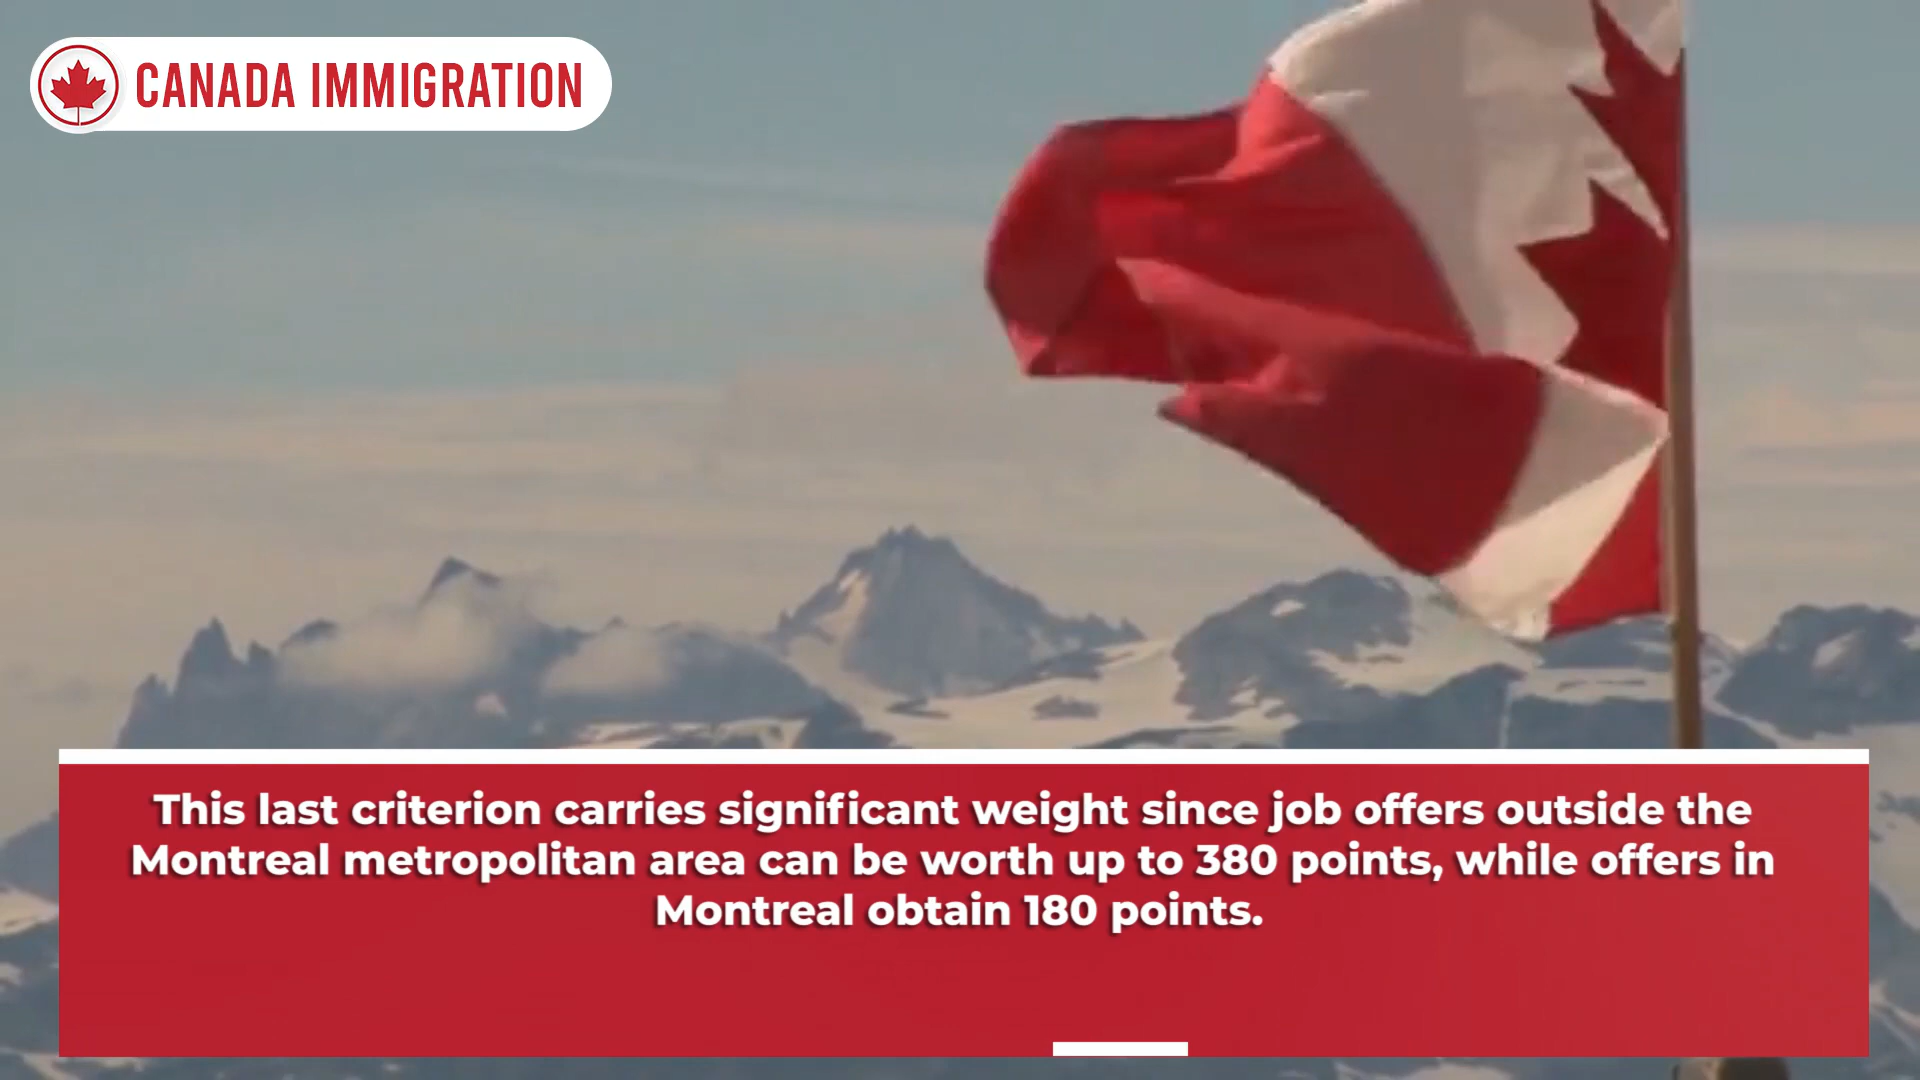 CANADA IMMIGRATION
This last criterion carries significant weight since job offers outside the
Montreal metropolitan area can be worth up to 380 points, while offers in
Montreal obtain 180 points.